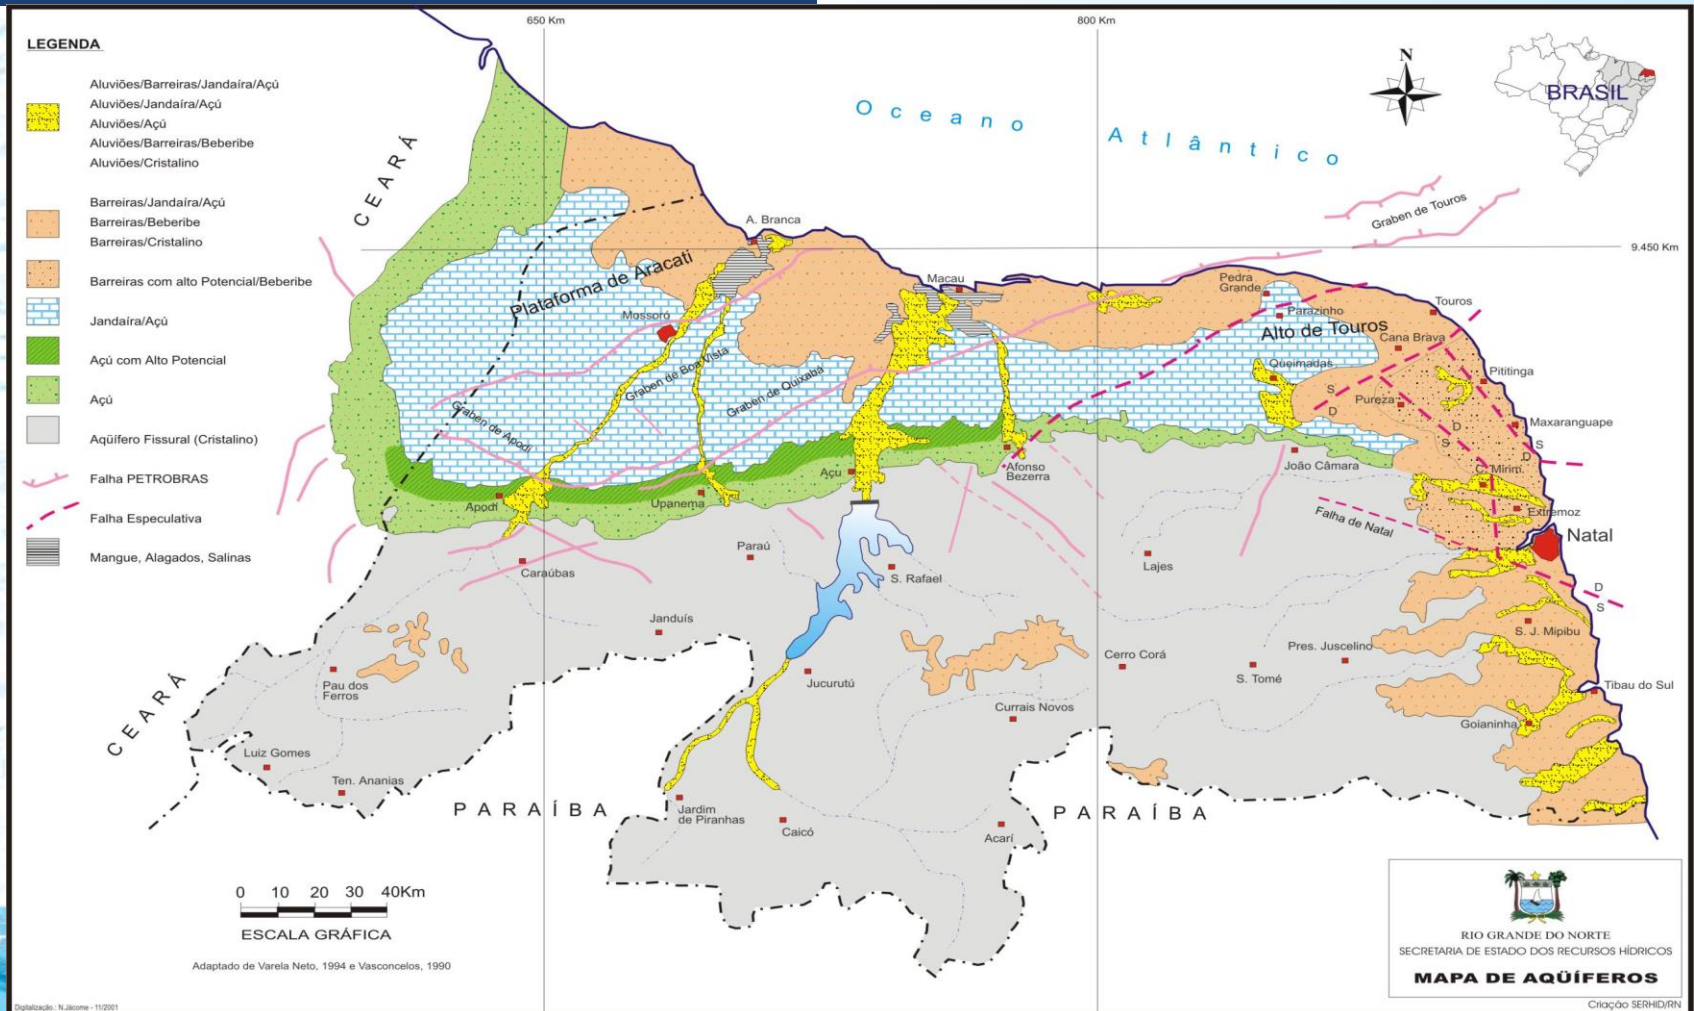 650 Km
800 Km
LEGENDA
Aluviões/Barreiras/Jandaíra/Açú
Aluviões/Jandaíra/Açú
Aluviões/Açú
Aluviões/Barreiras/Beberibe
Aluviões/Cristalino
Barreiras/Jandaíra/Açú
Barreiras/Beberibe
Barreiras/Cristalino
Barreiras com alto Potencial/Beberibe
Jandaíra/Açú
Açú com Alto Potencial
Açú
Aqüífero Fissural (Cristalino)
Falha PETROBRAS
Falha Especulativa
Mangue, Alagados, Salinas
N
BRASIL
Oceano Atlântico
CEARÁ
Graben de Touros
9.450 Km
A. Branca
Plataforma de Aracati
Macau
Pedra
Grande
Parazinho
Touros
Mossoró
Alto de Touros
Cana Brava
Graben de Boa Vista
Graben de Quixabá
Queimadas
Pititinga
S
D
Pureza
Graben de Apodi
D
S
Maxaranguape
S
D
Açu
Afonso
Bezerra
João Câmara
C. Mirim
Apodi
Upanema
Falha de Natal
Extremoz
Natal
Paraú
Caraúbas
S. Rafael
Lajes
D
S
Janduís
S. J. Mipibu
Cerro Corá
Pres. Juscelino
S. Tomé
Pau dos
Ferros
Jucurutú
Tibau do Sul
CEARÁ
Currais Novos
Goianinha
Luiz Gomes
Ten. Ananias
PARAÍBA
Jardim
de Piranhas
Caicó
Acarí
PARAÍBA
0 10 20 30 40Km
ESCALA GRÁFICA
Adaptado de Varela Neto, 1994 e Vasconcelos, 1990
RIO GRANDE DO NORTE
SECRETARIA DE ESTADO DOS RECURSOS HÍDRICOS
MAPA DE AQÜÍFEROS
Digitalização.: N.Jácome - 11/2001
Criação SERHID/RN